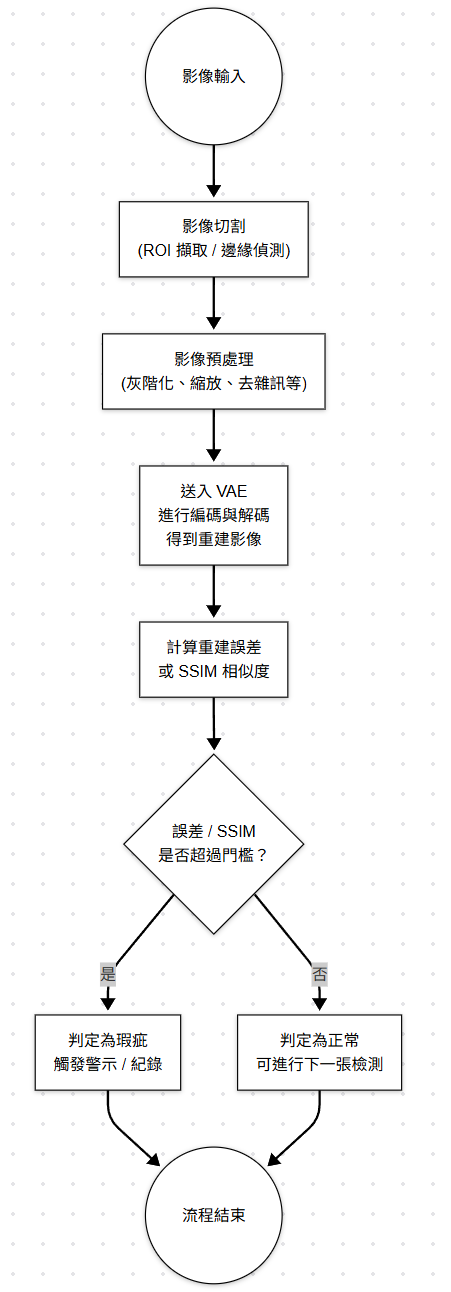 影像輸入
影像切割
(ROI 擷取 / 邊緣偵測)
影像預處理
(灰階化、縮放、去雜訊等)
送入 VAE
進行編碼與解碼
得到重建影像
計算重建誤差
或 SSIM 相似度
誤差 / SSIM
是否超過門檻？
是
否
判定為瑕疵
觸發警示 / 紀錄
判定為正常
可進行下一張檢測
流程結束